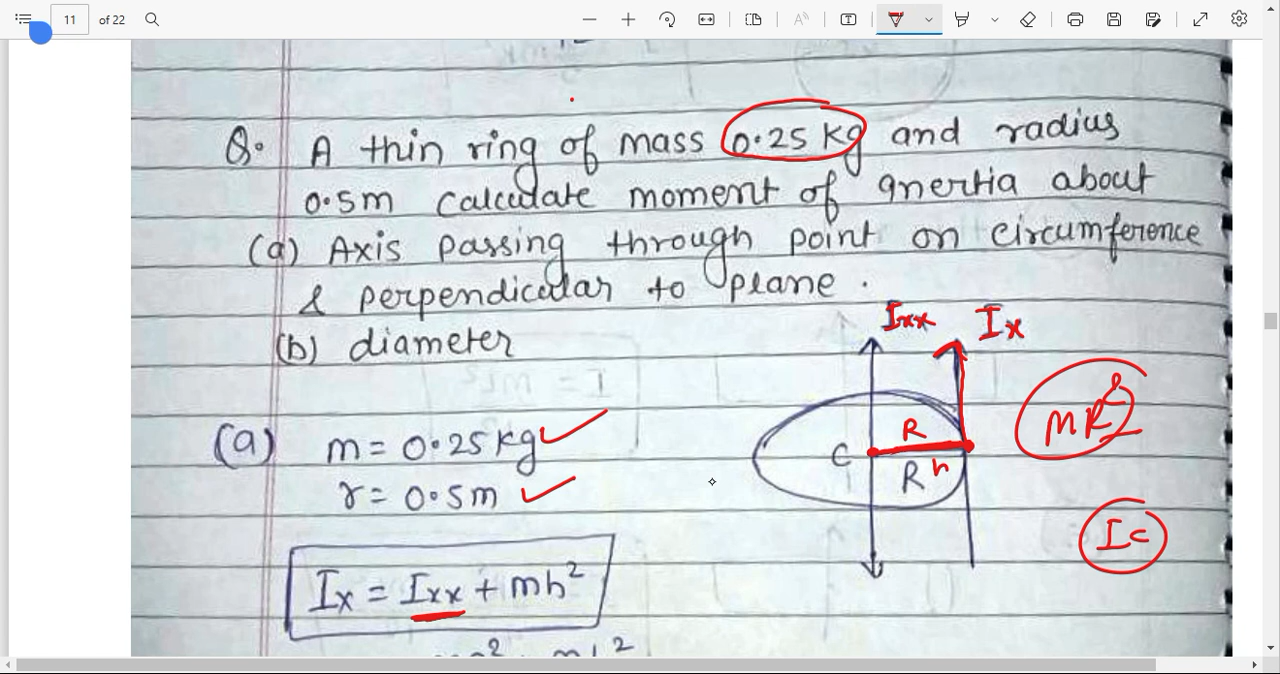 11 of 22
Q. A thin ring of mass 0.25 kg and radius
0.5m calculate moment of Inertia about
(a) Axis passing through point on circumference
& perpendicular to plane.
(b) diameter
Ixx Ix
(a) m = 0.25 kg
r = 0.5m
C R
R h
MR²
Ic
Ix = Ixx + mh²